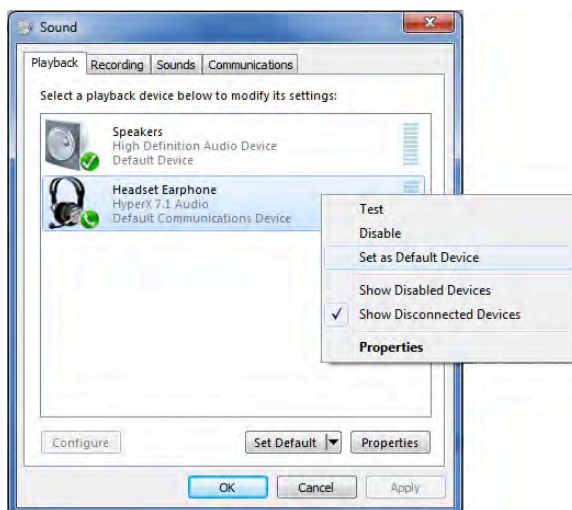 Sound
Playback Recording Sounds Communications
Select a playback device below to modify its settings:
Speakers
High Definition Audio Device
Default Device
Headset Earphone
HyperX 7.1 Audio
Default Communications Device
Test
Disable
Set as Default Device
Show Disabled Devices
Show Disconnected Devices
Properties
Configure Set Default Properties
OK Cancel Apply